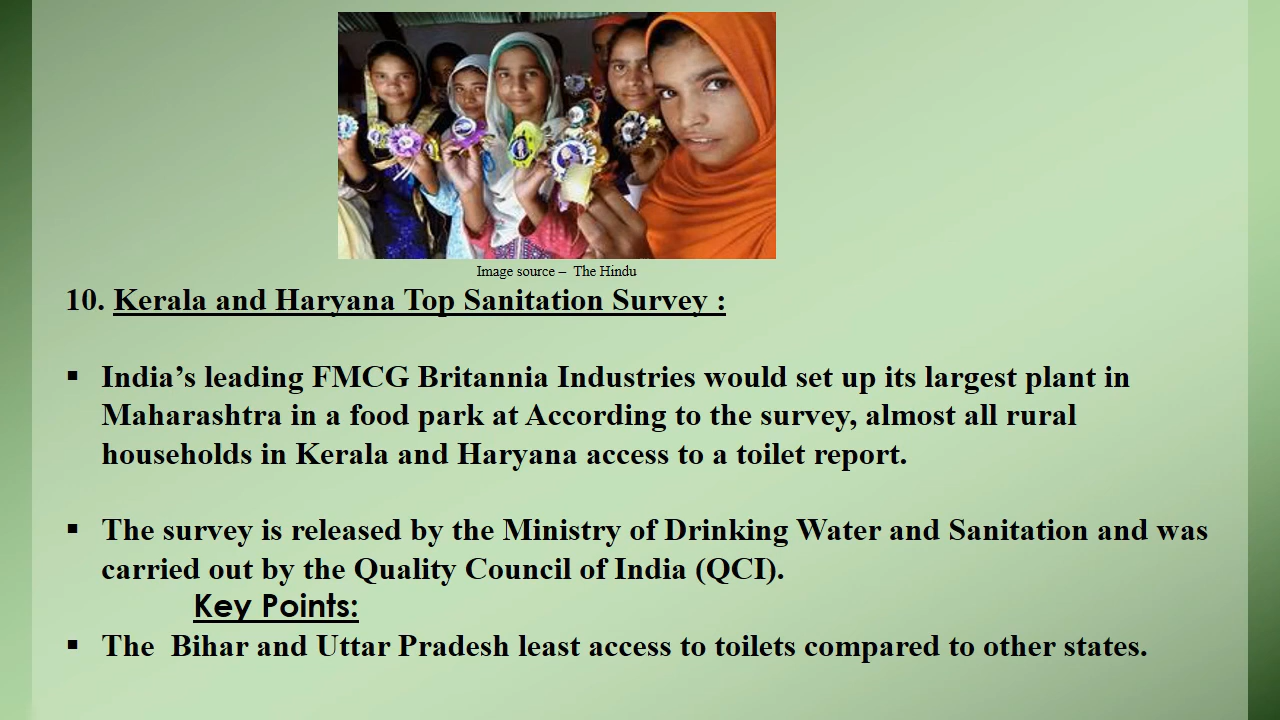 Image source – The Hindu
10. Kerala and Haryana Top Sanitation Survey :
▪ India’s leading FMCG Britannia Industries would set up its largest plant in
Maharashtra in a food park at According to the survey, almost all rural
households in Kerala and Haryana access to a toilet report.
▪ The survey is released by the Ministry of Drinking Water and Sanitation and was
carried out by the Quality Council of India (QCI).
Key Points:
▪ The Bihar and Uttar Pradesh least access to toilets compared to other states.